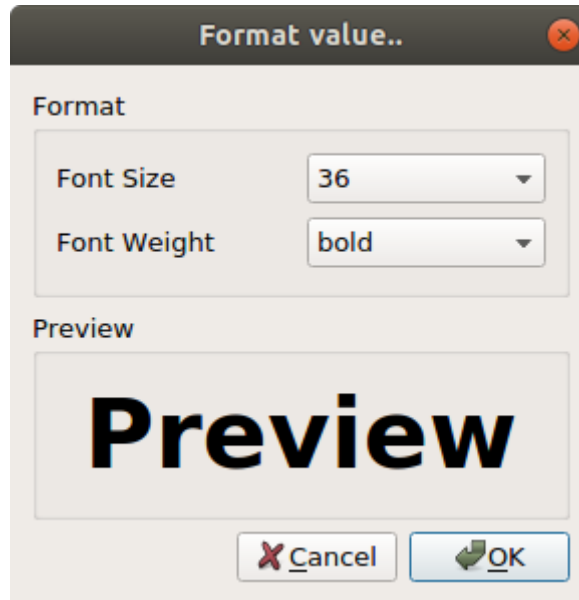 Format value..
Format
Font Size 36
Font Weight bold
Preview
Preview
Cancel OK